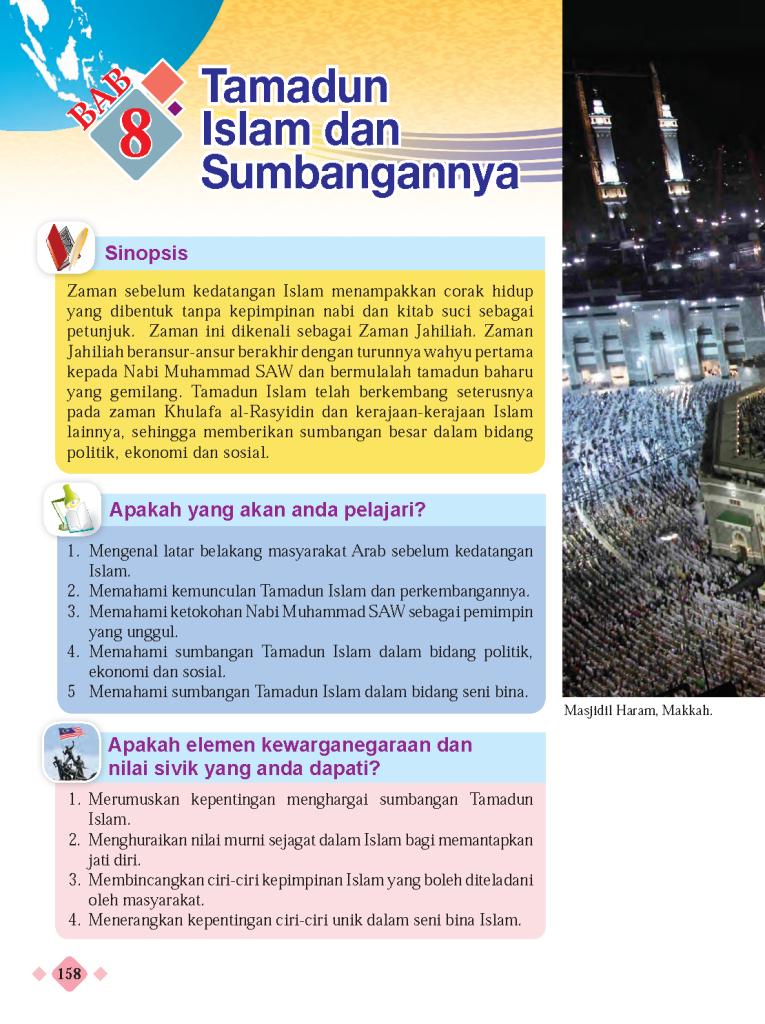 BAB
8
Tamadun
Islam dan
Sumbangannya
Sinopsis
Zaman sebelum kedatangan Islam menampakkan corak hidup
yang dibentuk tanpa kepimpinan nabi dan kitab suci sebagai
petunjuk. Zaman ini dikenali sebagai Zaman Jahiliah. Zaman
Jahiliah beransur-ansur berakhir dengan turunnya wahyu pertama
kepada Nabi Muhammad SAW dan bermulalah tamadun baharu
yang gemilang. Tamadun Islam telah berkembang seterusnya
pada zaman Khulafa al-Rasyidin dan kerajaan-kerajaan Islam
lainnya, sehingga memberikan sumbangan besar dalam bidang
politik, ekonomi dan sosial.
Apakah yang akan anda pelajari?
1. Mengenal latar belakang masyarakat Arab sebelum kedatangan
Islam.
2. Memahami kemunculan Tamadun Islam dan perkembangannya.
3. Memahami ketokohan Nabi Muhammad SAW sebagai pemimpin
yang unggul.
4. Memahami sumbangan Tamadun Islam dalam bidang politik,
ekonomi dan sosial.
5 Memahami sumbangan Tamadun Islam dalam bidang seni bina.
Masjidil Haram, Makkah.
Apakah elemen kewarganegaraan dan
nilai sivik yang anda dapati?
1. Merumuskan kepentingan menghargai sumbangan Tamadun
Islam.
2. Menghuraikan nilai murni sejagat dalam Islam bagi memantapkan
jati diri.
3. Membincangkan ciri-ciri kepimpinan Islam yang boleh diteladani
oleh masyarakat.
4. Menerangkan kepentingan ciri-ciri unik dalam seni bina Islam.
158